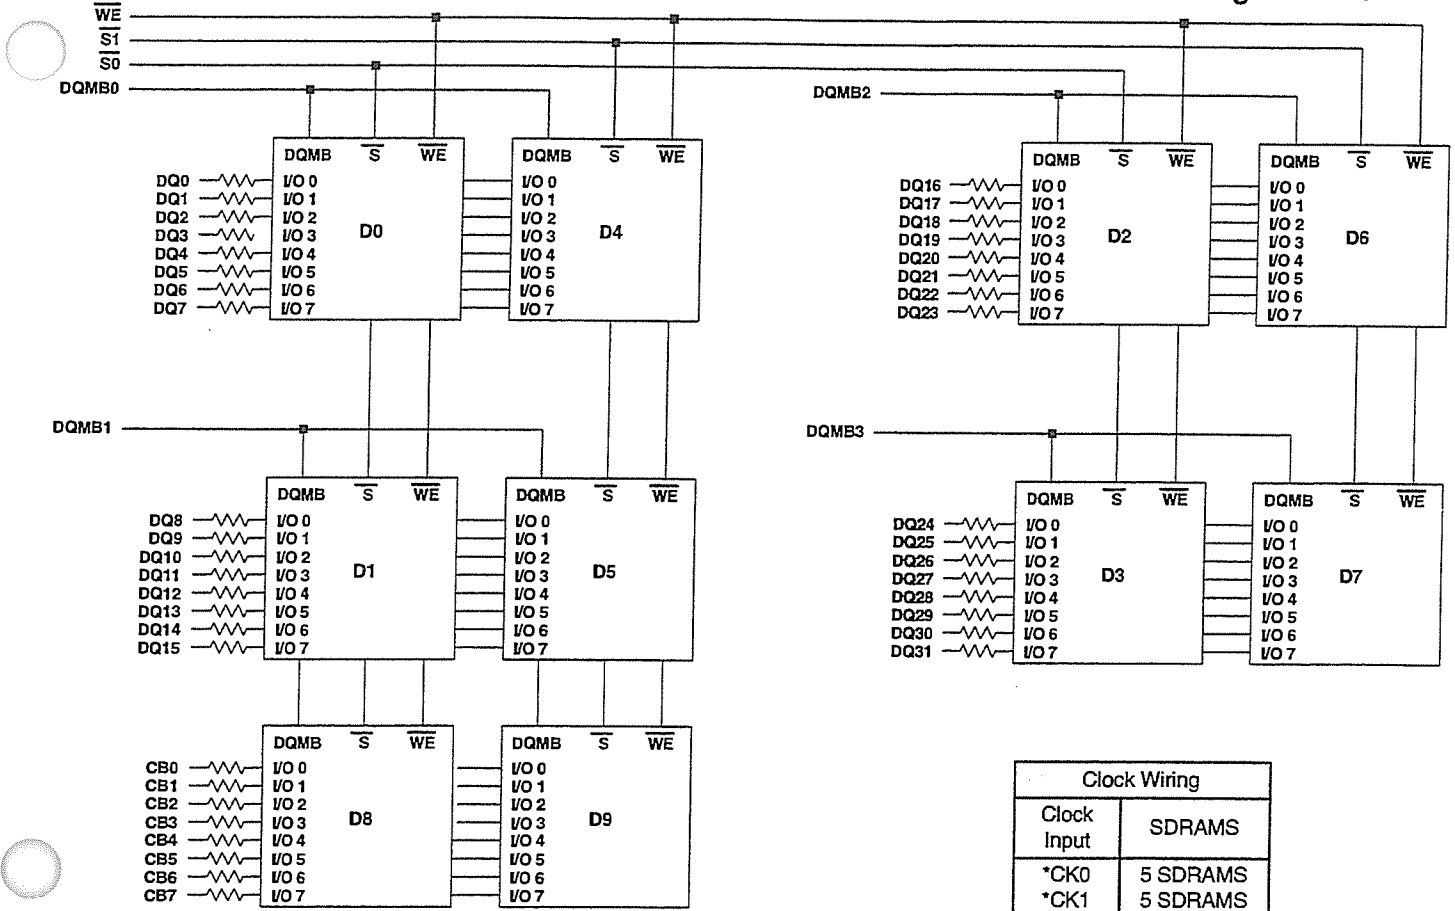 WE
S1
S0
DQMB0
DQMB2
DQMB S WE
DQMB S WE
DQMB S WE
DQMB S WE
DQ0 I/O 0 I/O 0
DQ1 I/O 1 I/O 1
DQ2 I/O 2 I/O 2
DQ3 I/O 3 D0 I/O 3 D4
DQ4 I/O 4 I/O 4
DQ5 I/O 5 I/O 5
DQ6 I/O 6 I/O 6
DQ7 I/O 7 I/O 7
DQ16 I/O 0 I/O 0
DQ17 I/O 1 I/O 1
DQ18 I/O 2 I/O 2
DQ19 I/O 3 D2 I/O 3 D6
DQ20 I/O 4 I/O 4
DQ21 I/O 5 I/O 5
DQ22 I/O 6 I/O 6
DQ23 I/O 7 I/O 7
DQMB1
DQMB3
DQMB S WE
DQMB S WE
DQMB S WE
DQMB S WE
DQ8 I/O 0 I/O 0
DQ9 I/O 1 I/O 1
DQ10 I/O 2 I/O 2
DQ11 I/O 3 D1 I/O 3 D5
DQ12 I/O 4 I/O 4
DQ13 I/O 5 I/O 5
DQ14 I/O 6 I/O 6
DQ15 I/O 7 I/O 7
DQ24 I/O 0 I/O 0
DQ25 I/O 1 I/O 1
DQ26 I/O 2 I/O 2
DQ27 I/O 3 D3 I/O 3 D7
DQ28 I/O 4 I/O 4
DQ29 I/O 5 I/O 5
DQ30 I/O 6 I/O 6
DQ31 I/O 7 I/O 7
DQMB S WE
DQMB S WE
CB0 I/O 0 I/O 0
CB1 I/O 1 I/O 1
CB2 I/O 2 I/O 2
CB3 I/O 3 D8 I/O 3 D9
CB4 I/O 4 I/O 4
CB5 I/O 5 I/O 5
CB6 I/O 6 I/O 6
CB7 I/O 7 I/O 7
Clock Wiring
Clock Input SDRAMS
*CK0 5 SDRAMS
*CK1 5 SDRAMS